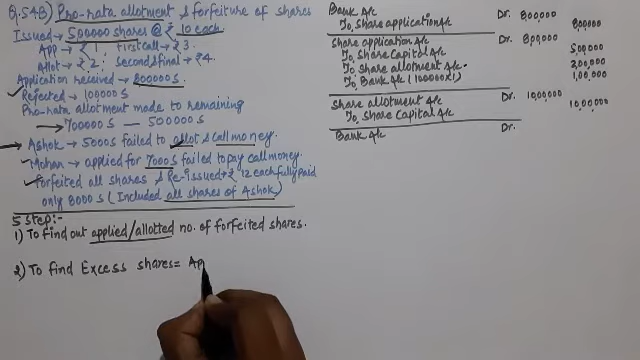 Q.54B) Pro-rata allotment & forfeiture of shares
Issued → 500000 shares @ ₹ 10 each
App → ₹ 1 First call → ₹ 3
Allot → ₹ 2 Second & final → ₹ 4.
Application received → 800000 S
Rejected → 100000 S
Pro-rata allotment made to remaining
→ 700000 S — 500000 S
Ashok → 5000 S failed to allot & call money.
Mohan → applied for 7000 S failed to pay call money.
Forfeited all shares & Re-issued → ₹ 12 each fully paid
only 8000 S (Included all shares of Ashok)
5 Step:-
1) To find out applied/allotted no. of forfeited shares.
2) To find Excess shares = Ap
Bank A/c Dr. 800000
To Share application A/c 800000
Share application A/c Dr 800000
To Share Capital A/c 500000
To Share allotment A/c. 200000
To Bank A/c (100000×1) 1,00,000
Share allotment A/c Dr. 1000000
To Share Capital A/c 1000000
Bank A/c Dr.